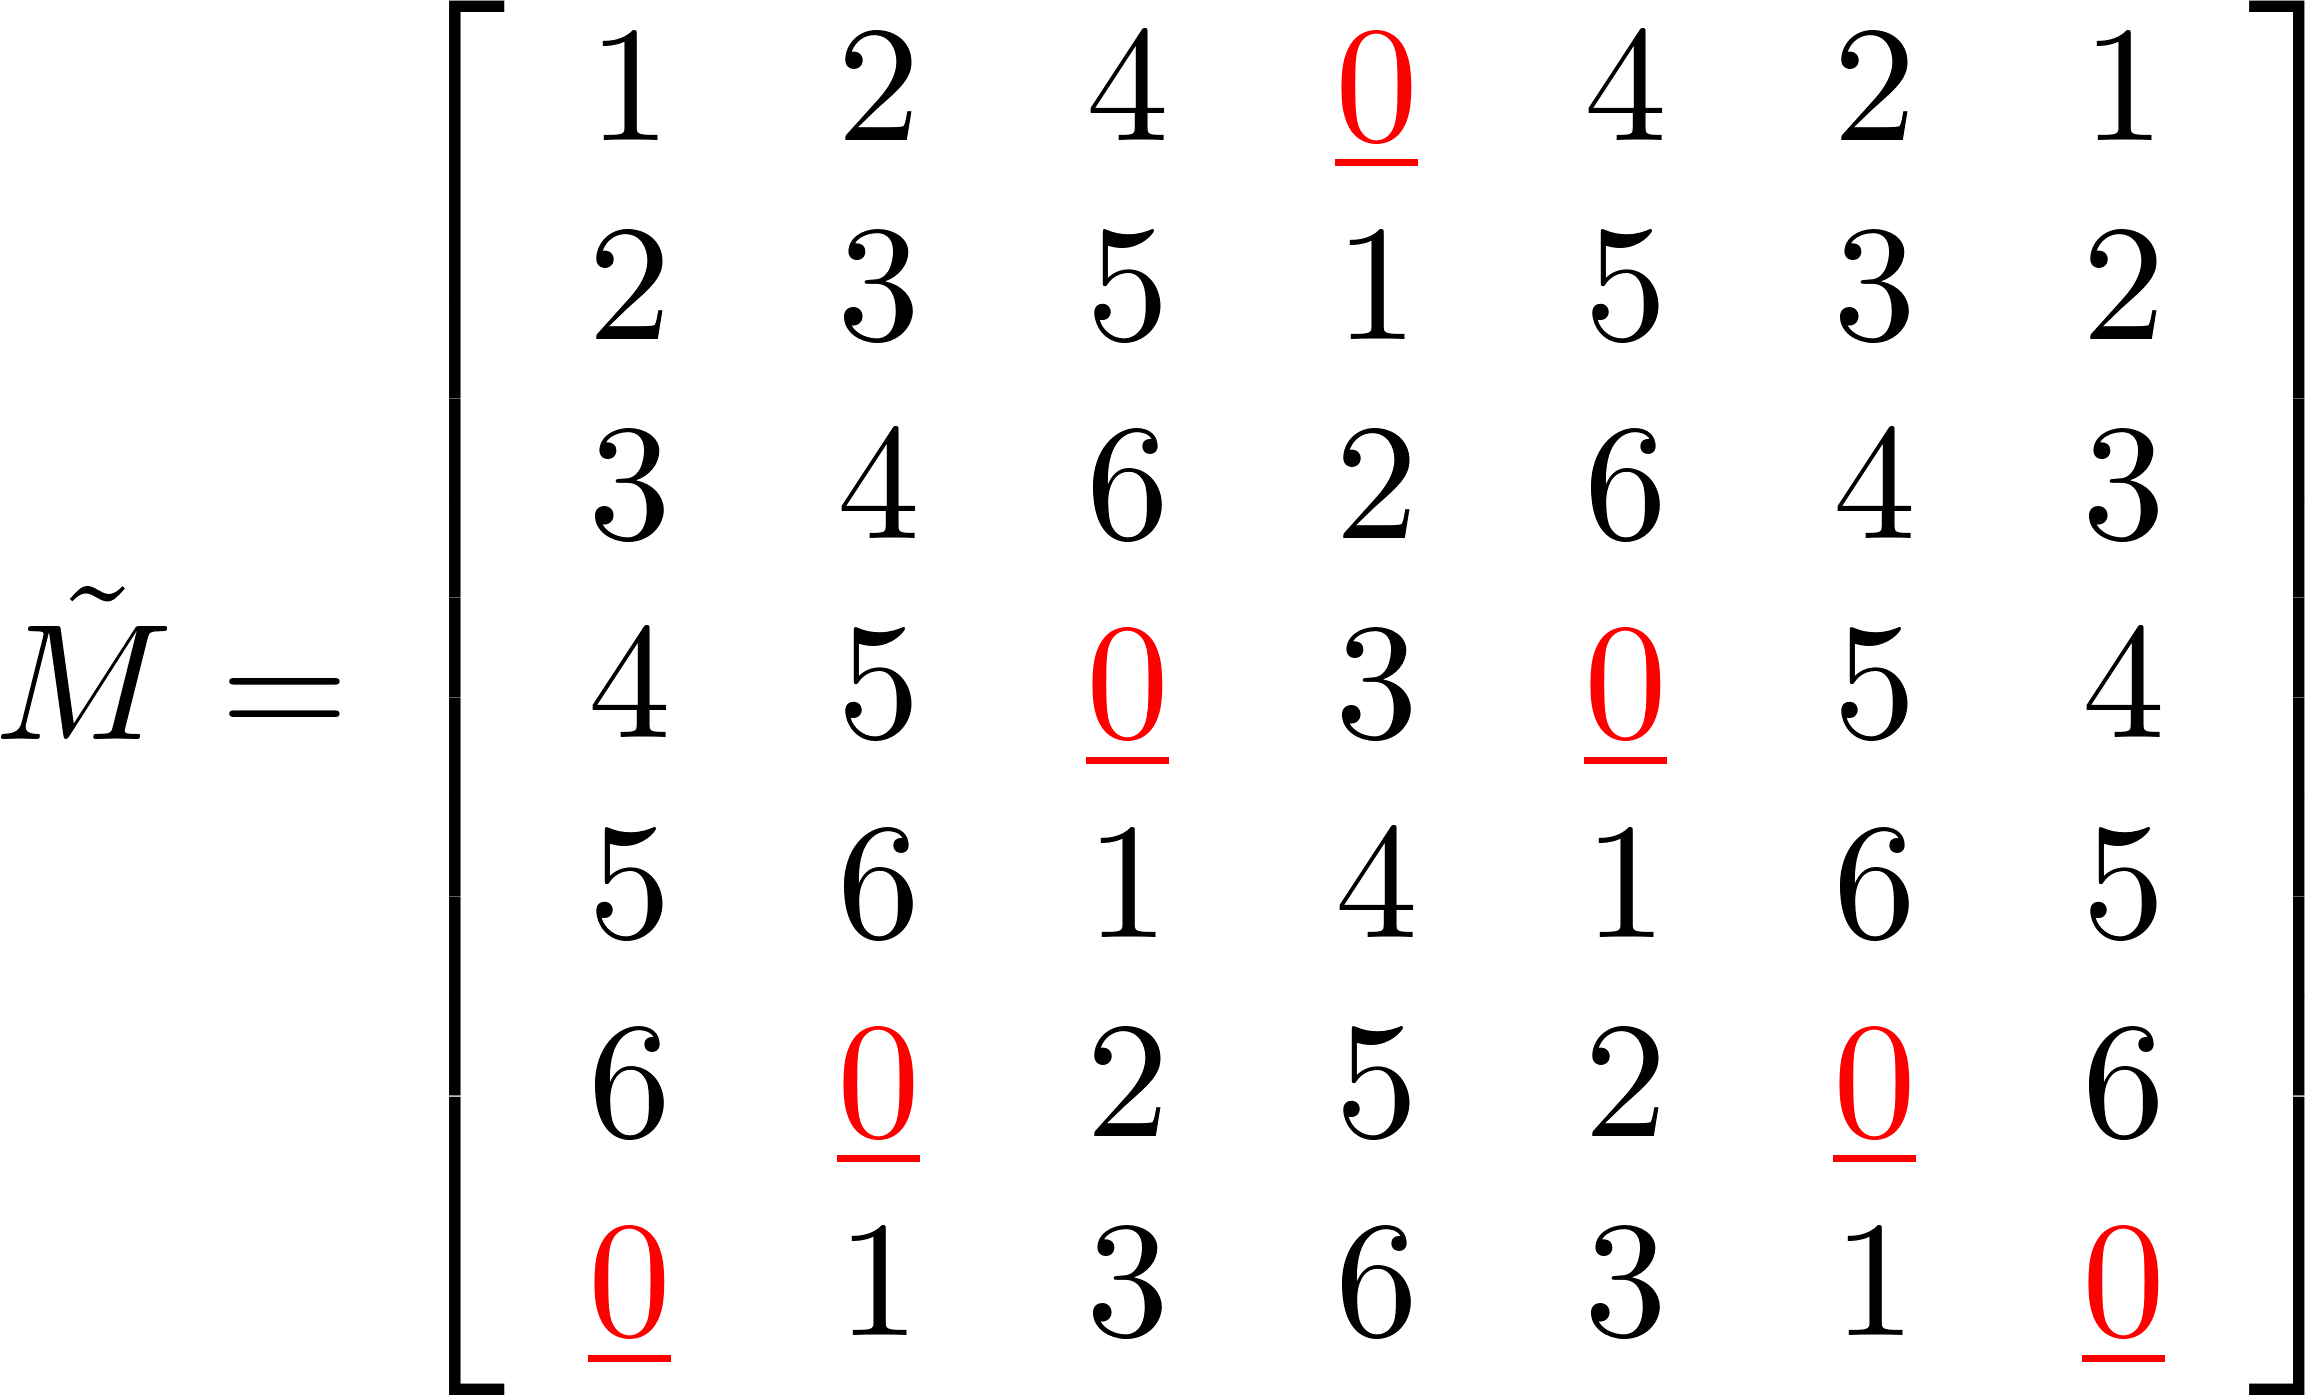 1 2 4 0 4 2 1
2 3 5 1 5 3 2
3 4 6 2 6 4 3
M̃ = 4 5 0 3 0 5 4
5 6 1 4 1 6 5
6 0 2 5 2 0 6
0 1 3 6 3 1 0